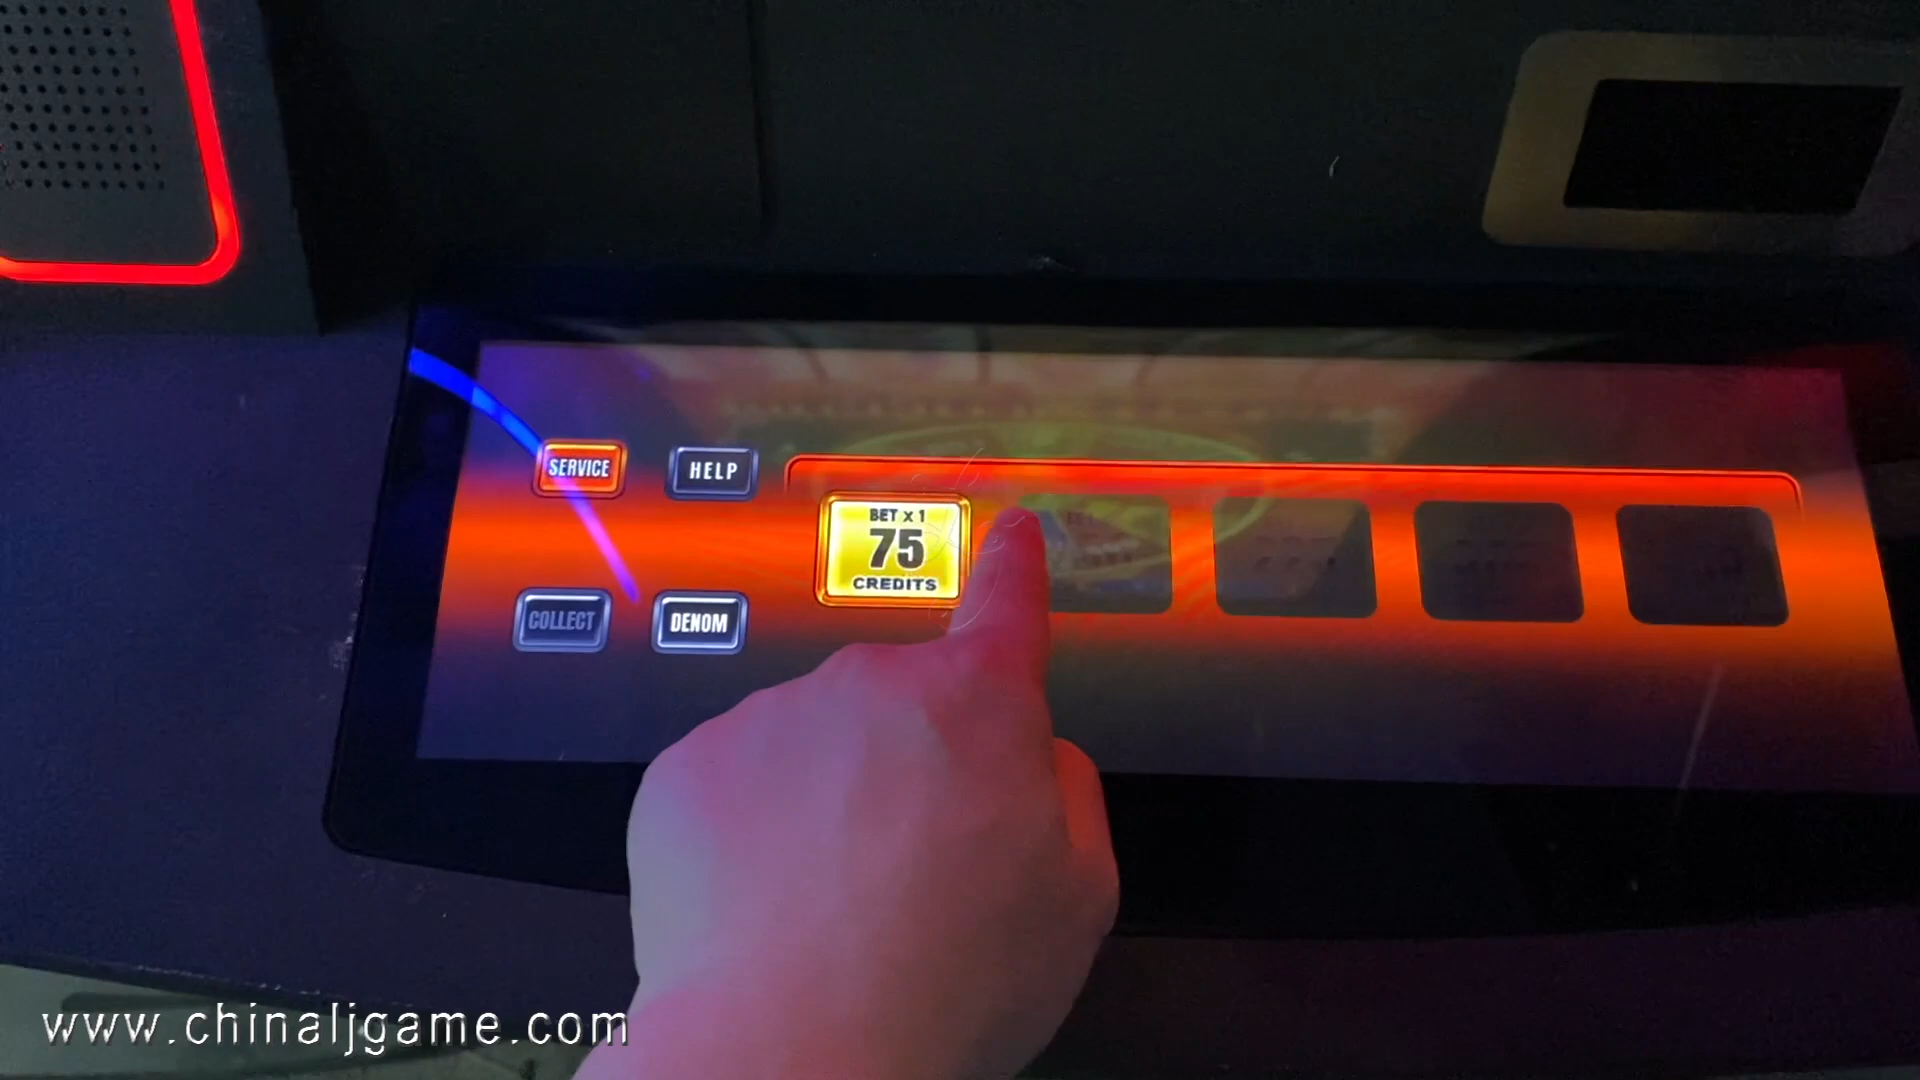 SERVICE
HELP
BET x 1
75
CREDITS
COLLECT
DENOM
www.chinaljgame.com